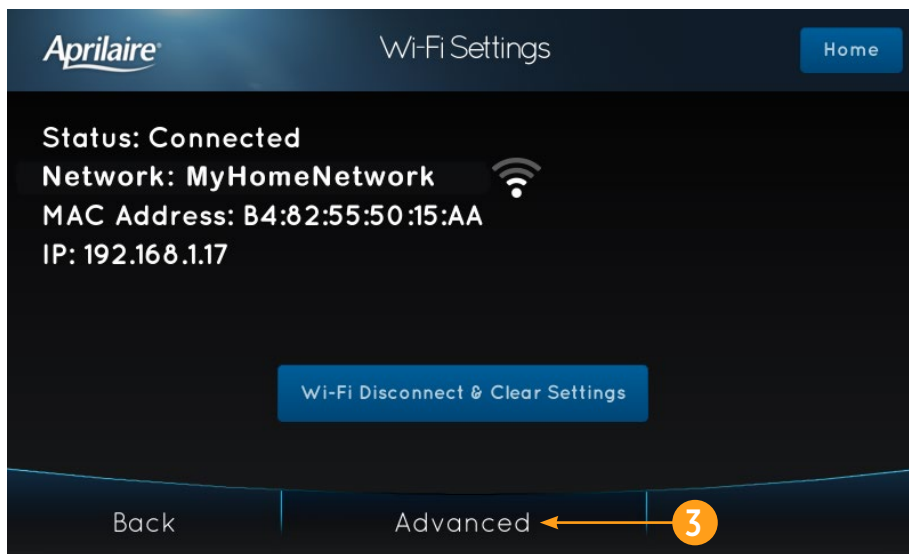 Aprilaire®
Wi-Fi Settings
Home
Status: Connected
Network: MyHomeNetwork
MAC Address: B4:82:55:50:15:AA
IP: 192.168.1.17
Wi-Fi Disconnect & Clear Settings
Back
Advanced
3